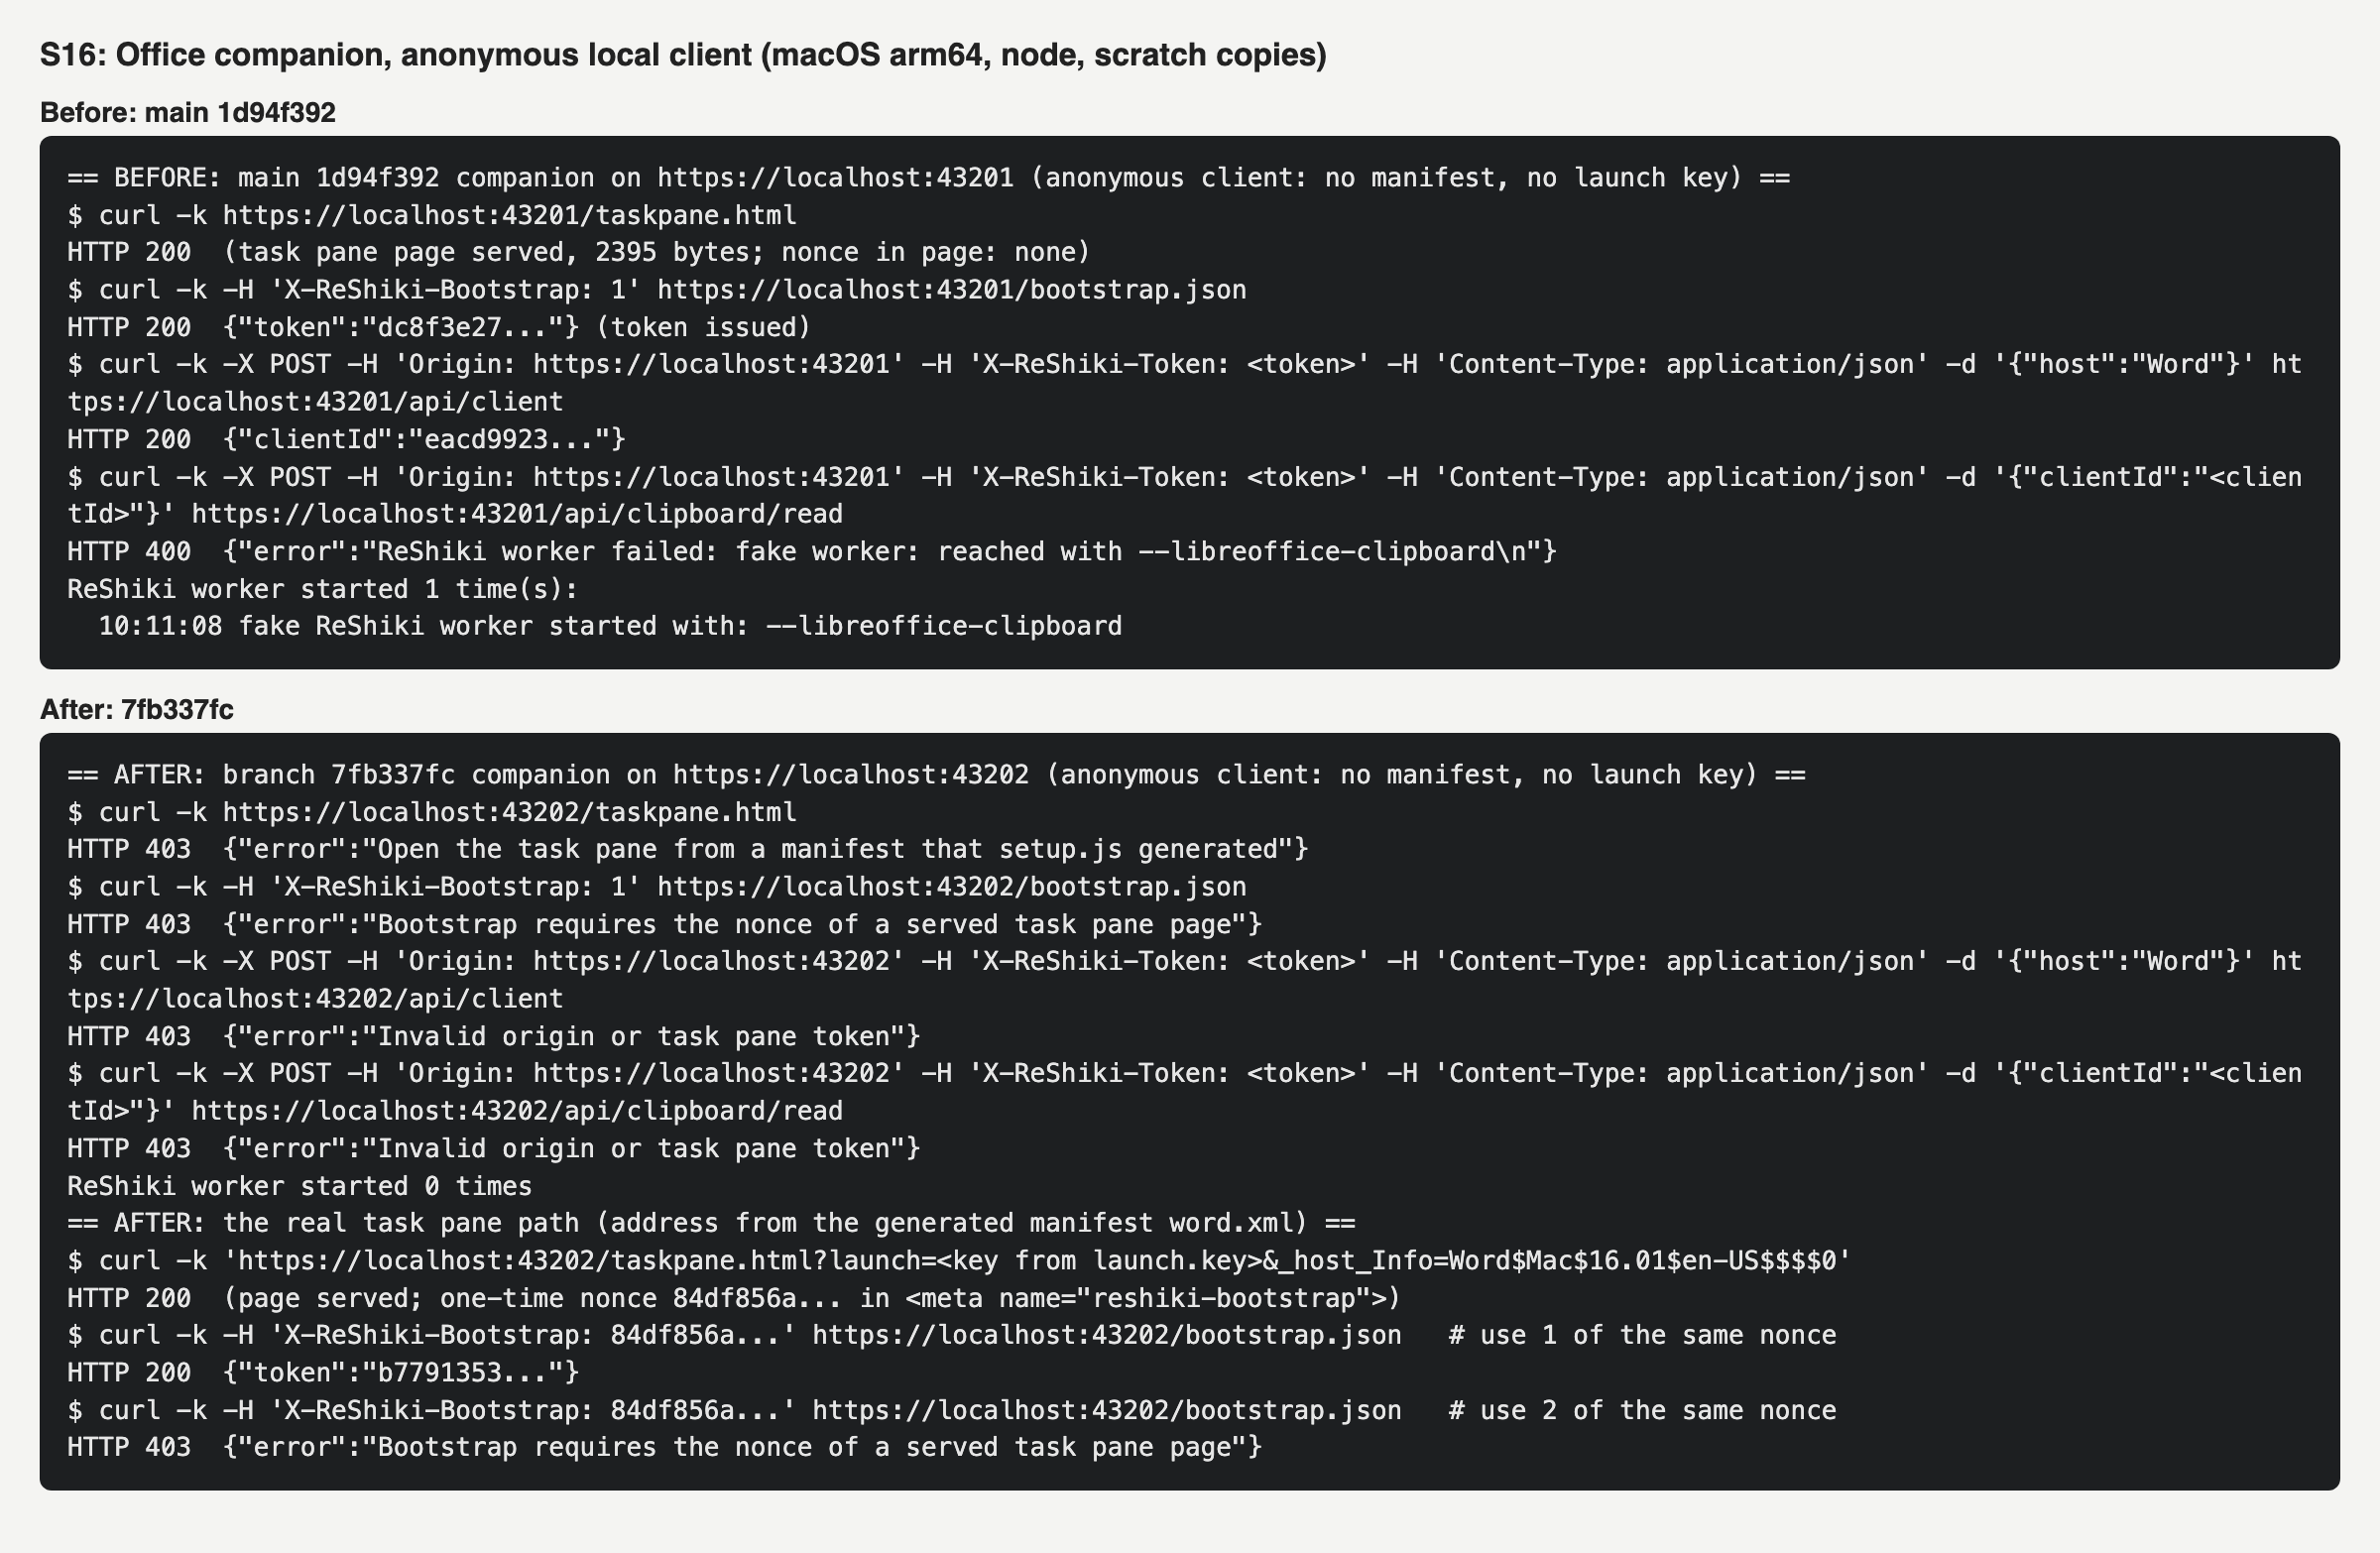 S16: Office companion, anonymous local client (macOS arm64, node, scratch copies)
Before: main 1d94f392
== BEFORE: main 1d94f392 companion on https://localhost:43201 (anonymous client: no manifest, no launch key) ==
$ curl -k https://localhost:43201/taskpane.html
HTTP 200  (task pane page served, 2395 bytes; nonce in page: none)
$ curl -k -H 'X-ReShiki-Bootstrap: 1' https://localhost:43201/bootstrap.json
HTTP 200  {"token":"dc8f3e27..."} (token issued)
$ curl -k -X POST -H 'Origin: https://localhost:43201' -H 'X-ReShiki-Token: <token>' -H 'Content-Type: application/json' -d '{"host":"Word"}' ht
tps://localhost:43201/api/client
HTTP 200  {"clientId":"eacd9923..."}
$ curl -k -X POST -H 'Origin: https://localhost:43201' -H 'X-ReShiki-Token: <token>' -H 'Content-Type: application/json' -d '{"clientId":"<clien
tId>"}' https://localhost:43201/api/clipboard/read
HTTP 400  {"error":"ReShiki worker failed: fake worker: reached with --libreoffice-clipboard\n"}
ReShiki worker started 1 time(s):
  10:11:08 fake ReShiki worker started with: --libreoffice-clipboard
After: 7fb337fc
== AFTER: branch 7fb337fc companion on https://localhost:43202 (anonymous client: no manifest, no launch key) ==
$ curl -k https://localhost:43202/taskpane.html
HTTP 403  {"error":"Open the task pane from a manifest that setup.js generated"}
$ curl -k -H 'X-ReShiki-Bootstrap: 1' https://localhost:43202/bootstrap.json
HTTP 403  {"error":"Bootstrap requires the nonce of a served task pane page"}
$ curl -k -X POST -H 'Origin: https://localhost:43202' -H 'X-ReShiki-Token: <token>' -H 'Content-Type: application/json' -d '{"host":"Word"}' ht
tps://localhost:43202/api/client
HTTP 403  {"error":"Invalid origin or task pane token"}
$ curl -k -X POST -H 'Origin: https://localhost:43202' -H 'X-ReShiki-Token: <token>' -H 'Content-Type: application/json' -d '{"clientId":"<clien
tId>"}' https://localhost:43202/api/clipboard/read
HTTP 403  {"error":"Invalid origin or task pane token"}
ReShiki worker started 0 times
== AFTER: the real task pane path (address from the generated manifest word.xml) ==
$ curl -k 'https://localhost:43202/taskpane.html?launch=<key from launch.key>&_host_Info=Word$Mac$16.01$en-US$$$$0'
HTTP 200  (page served; one-time nonce 84df856a... in <meta name="reshiki-bootstrap">)
$ curl -k -H 'X-ReShiki-Bootstrap: 84df856a...' https://localhost:43202/bootstrap.json   # use 1 of the same nonce
HTTP 200  {"token":"b7791353..."}
$ curl -k -H 'X-ReShiki-Bootstrap: 84df856a...' https://localhost:43202/bootstrap.json   # use 2 of the same nonce
HTTP 403  {"error":"Bootstrap requires the nonce of a served task pane page"}